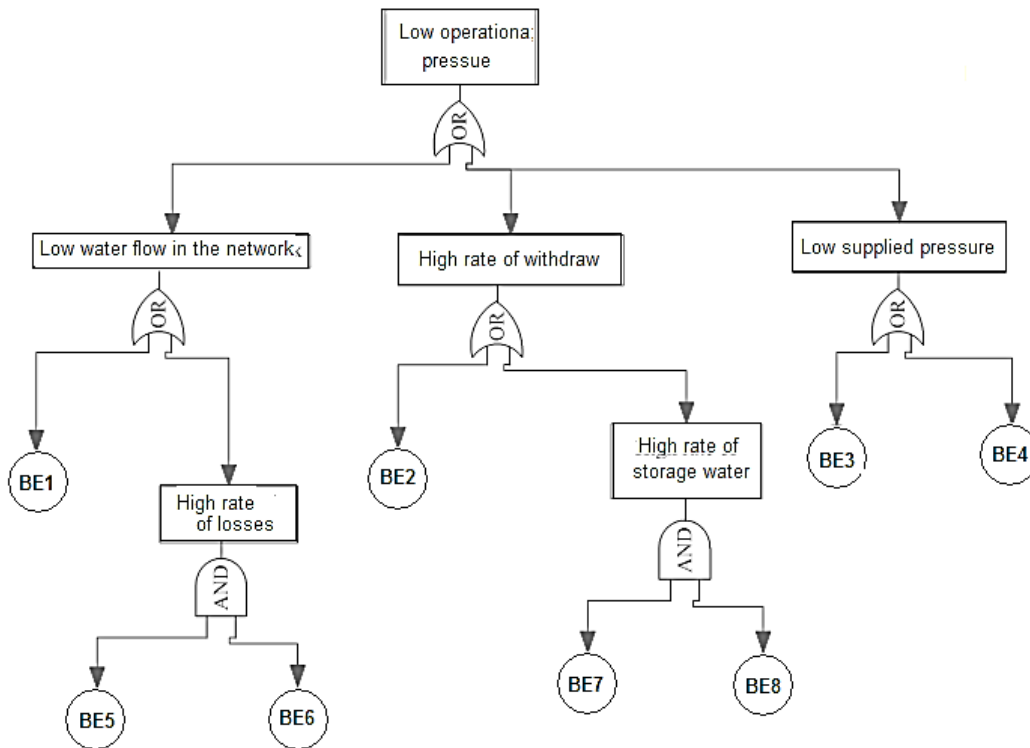 Low operationa;
pressue
OR
Low water flow in the network
High rate of withdraw
Low supplied pressure
OR
OR
OR
BE1
BE2
High rate of
storage water
BE3
BE4
High rate
of losses
AND
AND
BE5
BE6
BE7
BE8